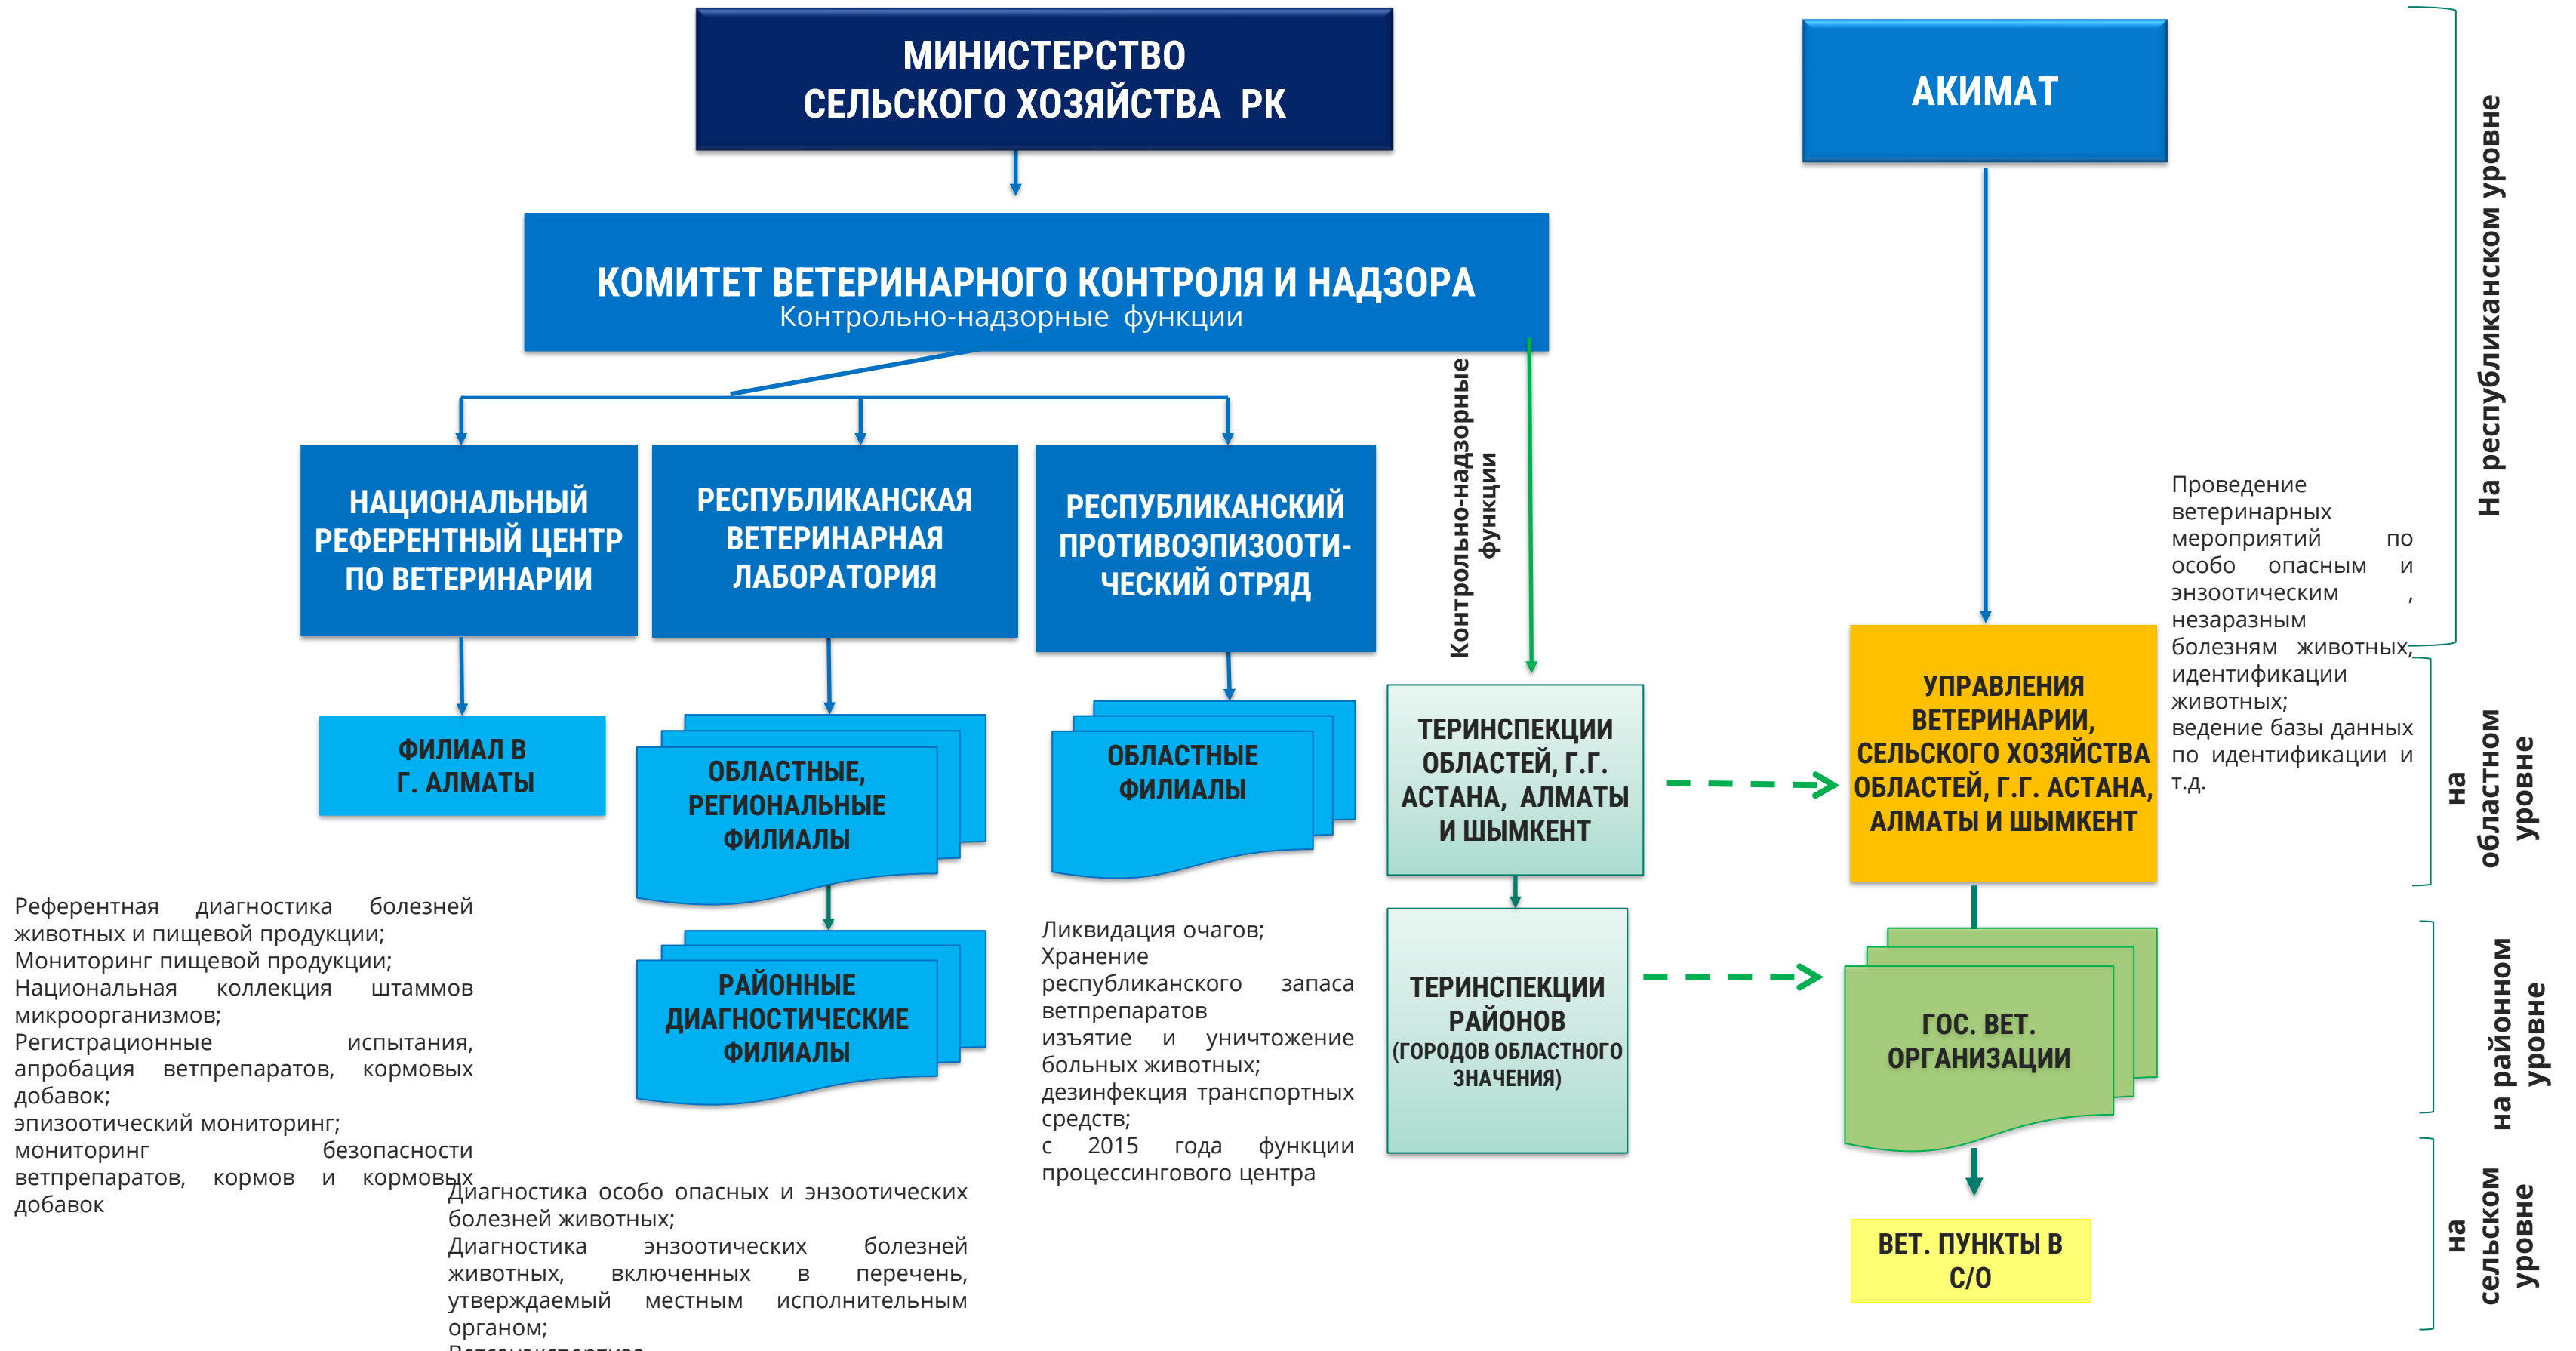 МИНИСТЕРСТВО
СЕЛЬСКОГО ХОЗЯЙСТВА РК
АКИМАТ
КОМИТЕТ ВЕТЕРИНАРНОГО КОНТРОЛЯ И НАДЗОРА
Контрольно-надзорные функции
Контрольно-надзорные
функции
НАЦИОНАЛЬНЫЙ
РЕФЕРЕНТНЫЙ ЦЕНТР
ПО ВЕТЕРИНАРИИ
РЕСПУБЛИКАНСКАЯ
ВЕТЕРИНАРНАЯ
ЛАБОРАТОРИЯ
РЕСПУБЛИКАНСКИЙ
ПРОТИВОЭПИЗООТИ-
ЧЕСКИЙ ОТРЯД
ФИЛИАЛ В
Г. АЛМАТЫ
ОБЛАСТНЫЕ,
РЕГИОНАЛЬНЫЕ
ФИЛИАЛЫ
ОБЛАСТНЫЕ
ФИЛИАЛЫ
ТЕРИНСПЕКЦИИ
ОБЛАСТЕЙ, Г.Г.
АСТАНА, АЛМАТЫ
И ШЫМКЕНТ
УПРАВЛЕНИЯ
ВЕТЕРИНАРИИ,
СЕЛЬСКОГО ХОЗЯЙСТВА
ОБЛАСТЕЙ, Г.Г. АСТАНА,
АЛМАТЫ И ШЫМКЕНТ
Проведение
ветеринарных
мероприятий по
особо опасным и
энзоотическим ,
незаразным
болезням животных,
идентификации
животных;
ведение базы данных
по идентификации и
т.д.
РАЙОННЫЕ
ДИАГНОСТИЧЕСКИЕ
ФИЛИАЛЫ
ТЕРИНСПЕКЦИИ
РАЙОНОВ
(ГОРОДОВ ОБЛАСТНОГО
ЗНАЧЕНИЯ)
ГОС. ВЕТ.
ОРГАНИЗАЦИИ
ВЕТ. ПУНКТЫ В
С/О
Референтная диагностика болезней
животных и пищевой продукции;
Мониторинг пищевой продукции;
Национальная коллекция штаммов
микроорганизмов;
Регистрационные испытания,
апробация ветпрепаратов, кормовых
добавок;
эпизоотический мониторинг;
мониторинг безопасности
ветпрепаратов, кормов и кормовых
добавок
Диагностика особо опасных и энзоотических
болезней животных;
Диагностика энзоотических болезней
животных, включенных в перечень,
утверждаемый местным исполнительным
органом;
Ликвидация очагов;
Хранение
республиканского запаса
ветпрепаратов
изъятие и уничтожение
больных животных;
дезинфекция транспортных
средств;
с 2015 года функции
процессингового центра
На республиканском уровне
на
областном
уровне
на районном
уровне
на
сельском
уровне